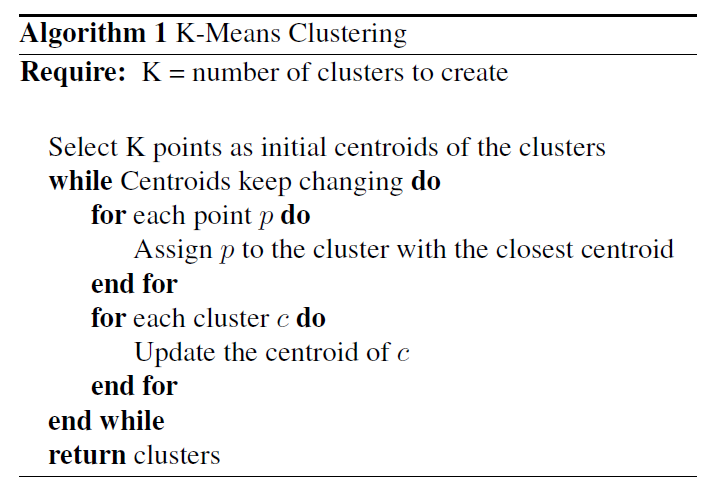 Algorithm 1 K-Means Clustering
Require: K = number of clusters to create
Select K points as initial centroids of the clusters
while Centroids keep changing do
for each point p do
Assign p to the cluster with the closest centroid
end for
for each cluster c do
Update the centroid of c
end for
end while
return clusters